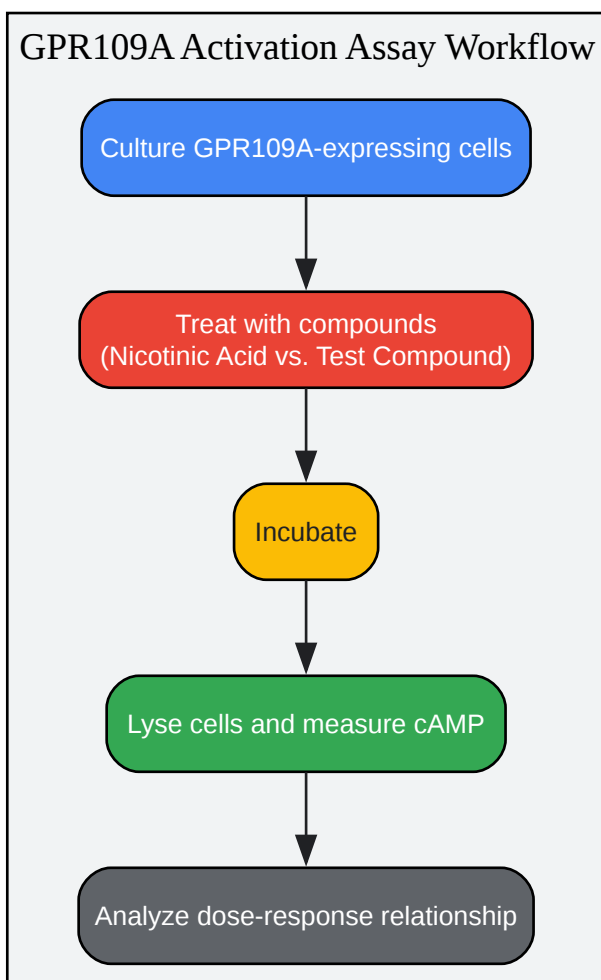 GPR109A Activation Assay Workflow
Culture GPR109A-expressing cells
Treat with compounds
(Nicotinic Acid vs. Test Compound)
Incubate
Lyse cells and measure cAMP
Analyze dose-response relationship